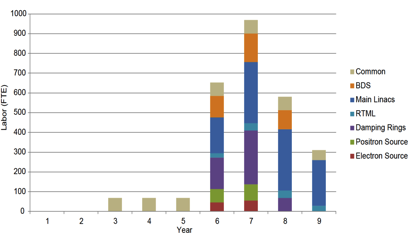 1000
900
800
700
600
500
400
300
200
100
0
Labor (FTE)
1 2 3 4 5 6 7 8 9
Year
Common
BDS
Main Linacs
RTML
Damping Rings
Positron Source
Electron Source